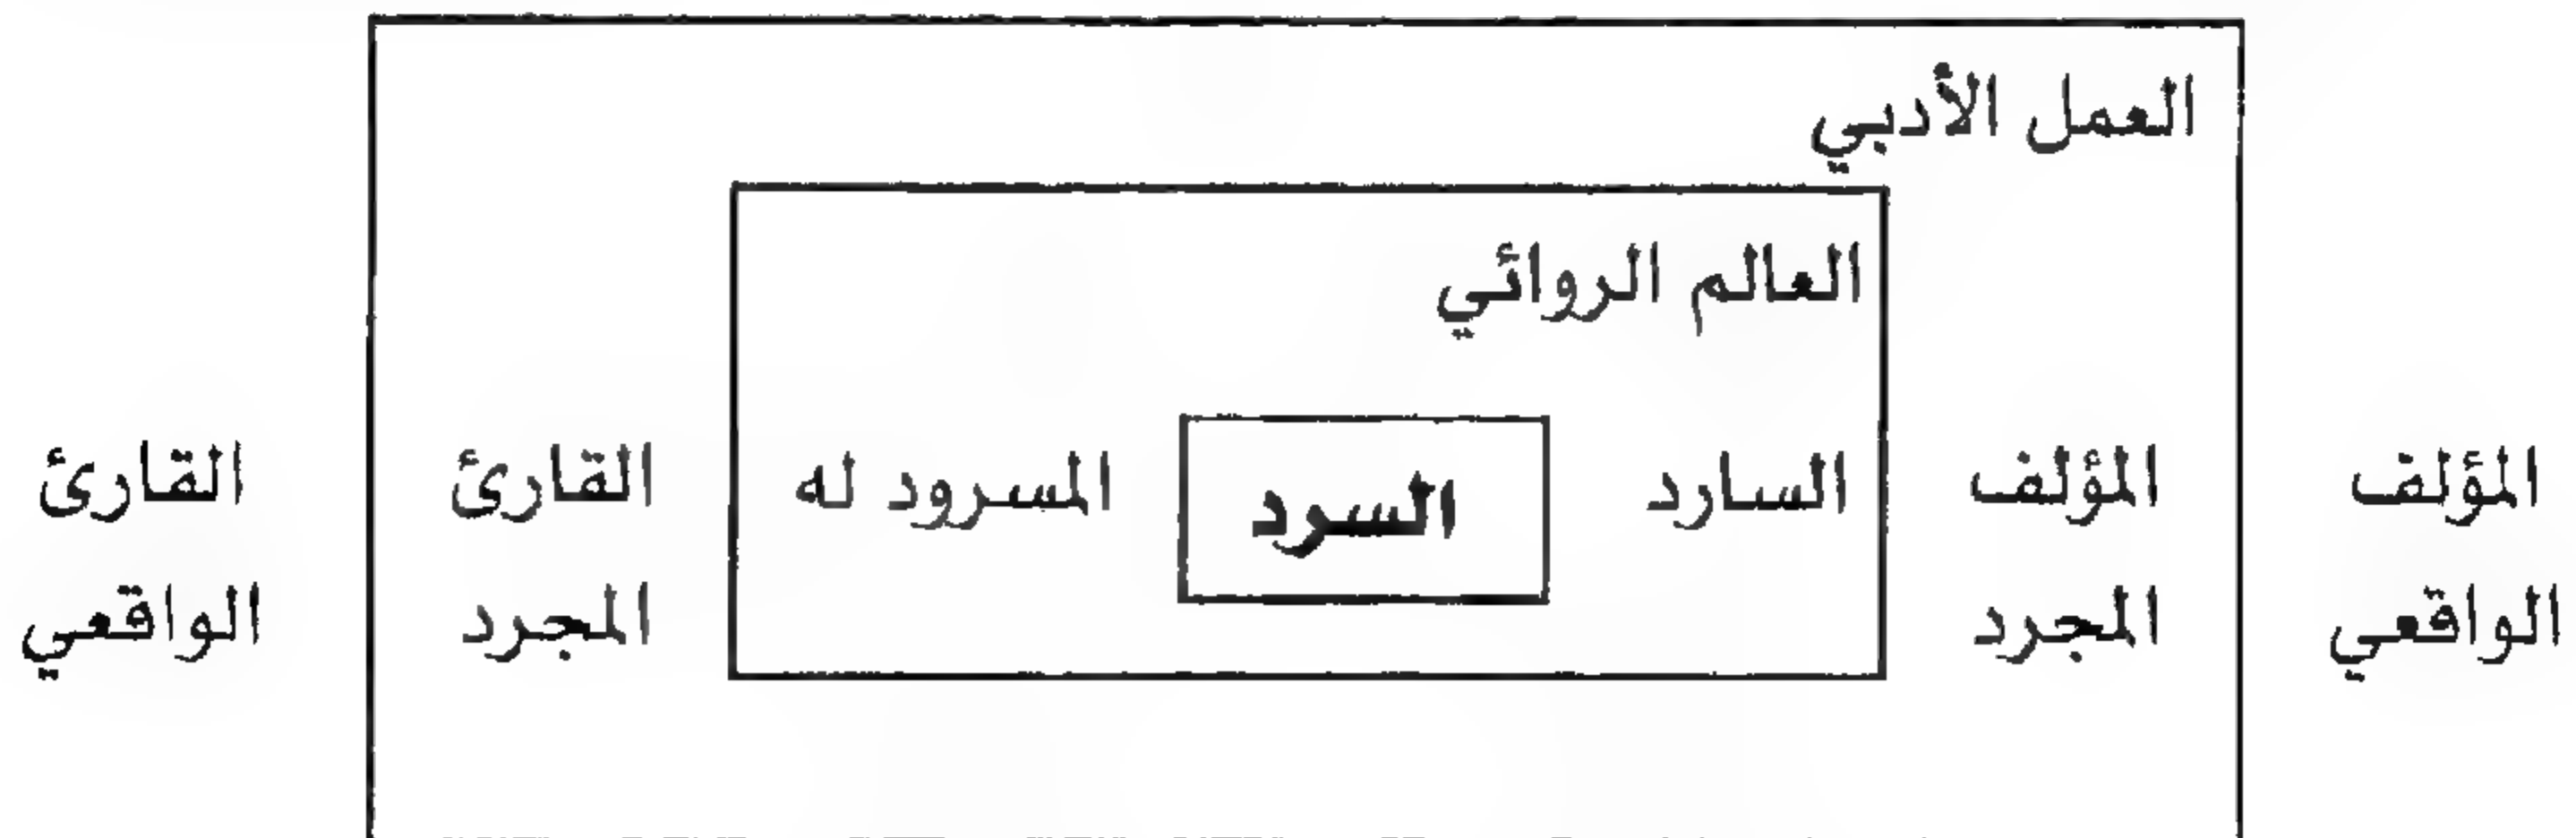 العمل الأدبي
العالم الروائي
المؤلف المؤلف السارد السرد المسرود له القارئ القارئ
الواقعي المجرد المجرد الواقعي